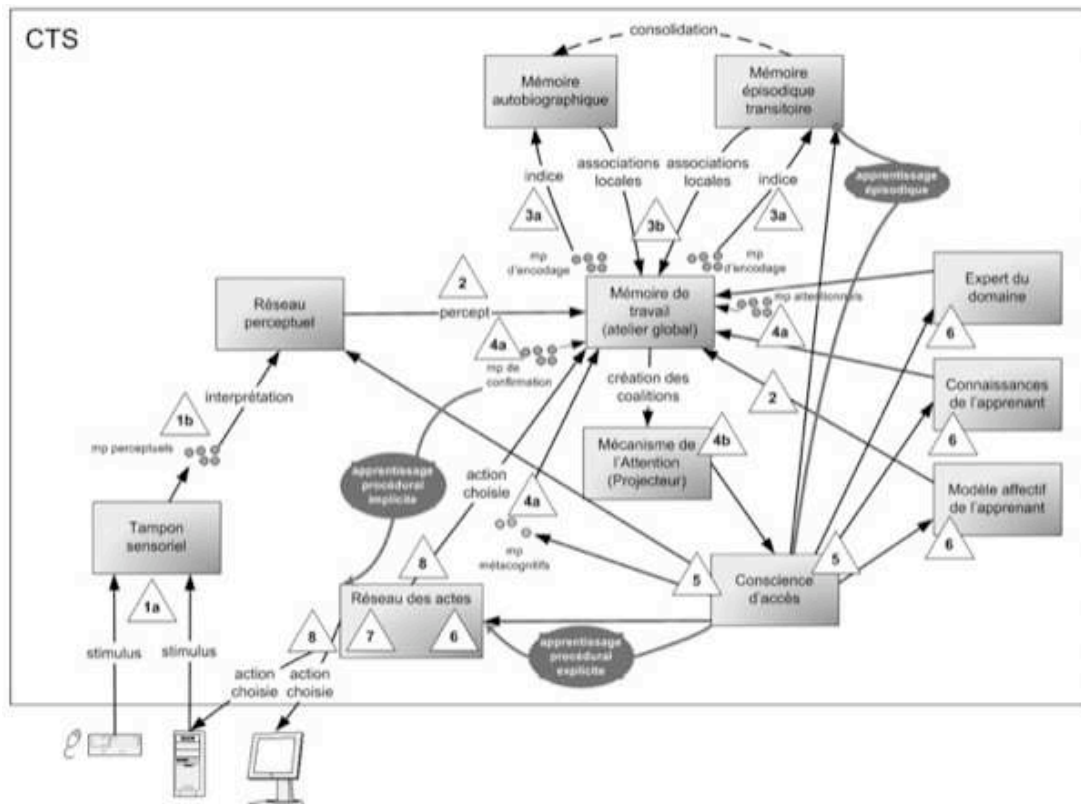 CTS
consolidation
Mémoire
autobiographique
Mémoire
épisodique
transitoire
associations
locales
associations
locales
indice
indice
apprentissage
épisodique
3a
3b
3a
mp
d'encodage
mp
d'encodage
Réseau
perceptuel
2
percept
Mémoire de
travail
(atelier global)
mp attentionnels
Expert du
domaine
6
4a
mp de
confirmation
4a
interprétation
1b
mp perceptuels
création des
coalitions
2
Connaissances
de l'apprenant
6
Mécanisme de
l'Attention
(Projecteur)
4b
apprentissage
procédural
implicite
action
choisie
4a
mp
métacognitifs
Modèle affectif
de l'apprenant
6
Tampon
sensoriel
1a
8
5
Conscience
d'accès
5
Réseau des actes
7
6
8
stimulus
stimulus
action
choisie
action
choisie
apprentissage
procédural
explicite